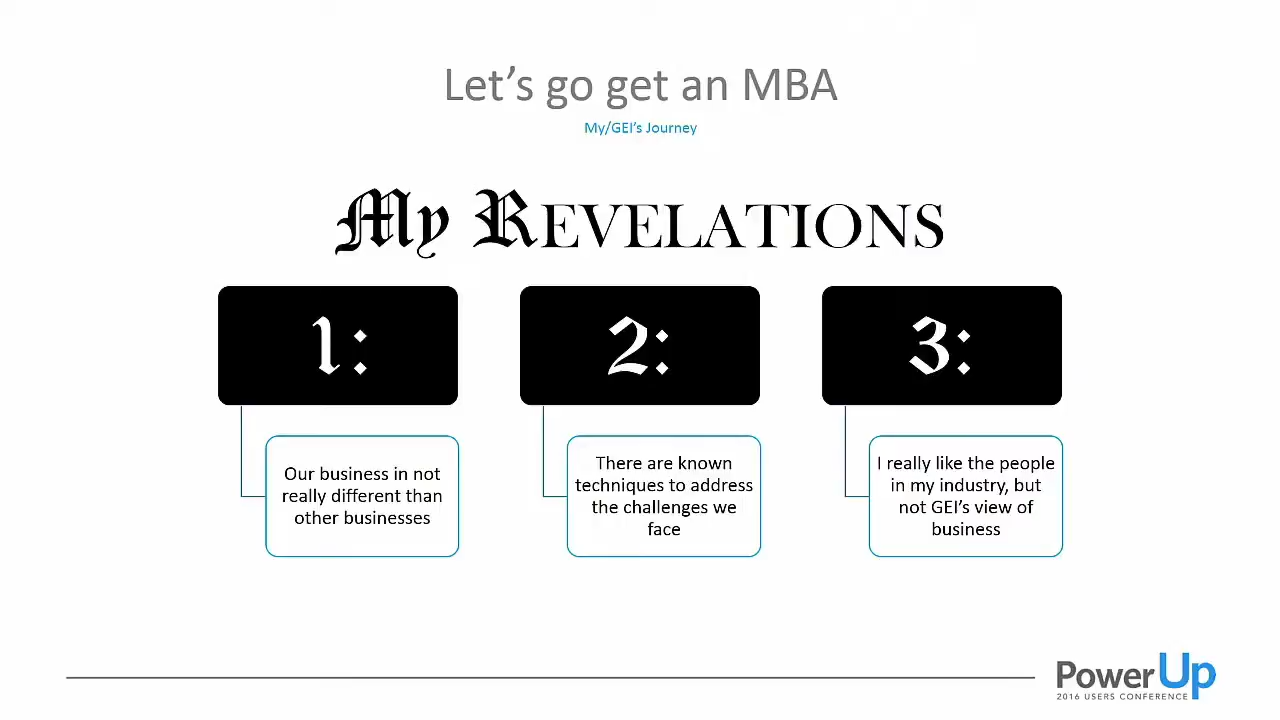 Let's go get an MBA
My/GEI's Journey
My REVELATIONS
1:
Our business in not
really different than
other businesses
2:
There are known
techniques to address
the challenges we
face
3:
I really like the people
in my industry, but
not GEI's view of
business
PowerUp
2016 USERS CONFERENCE